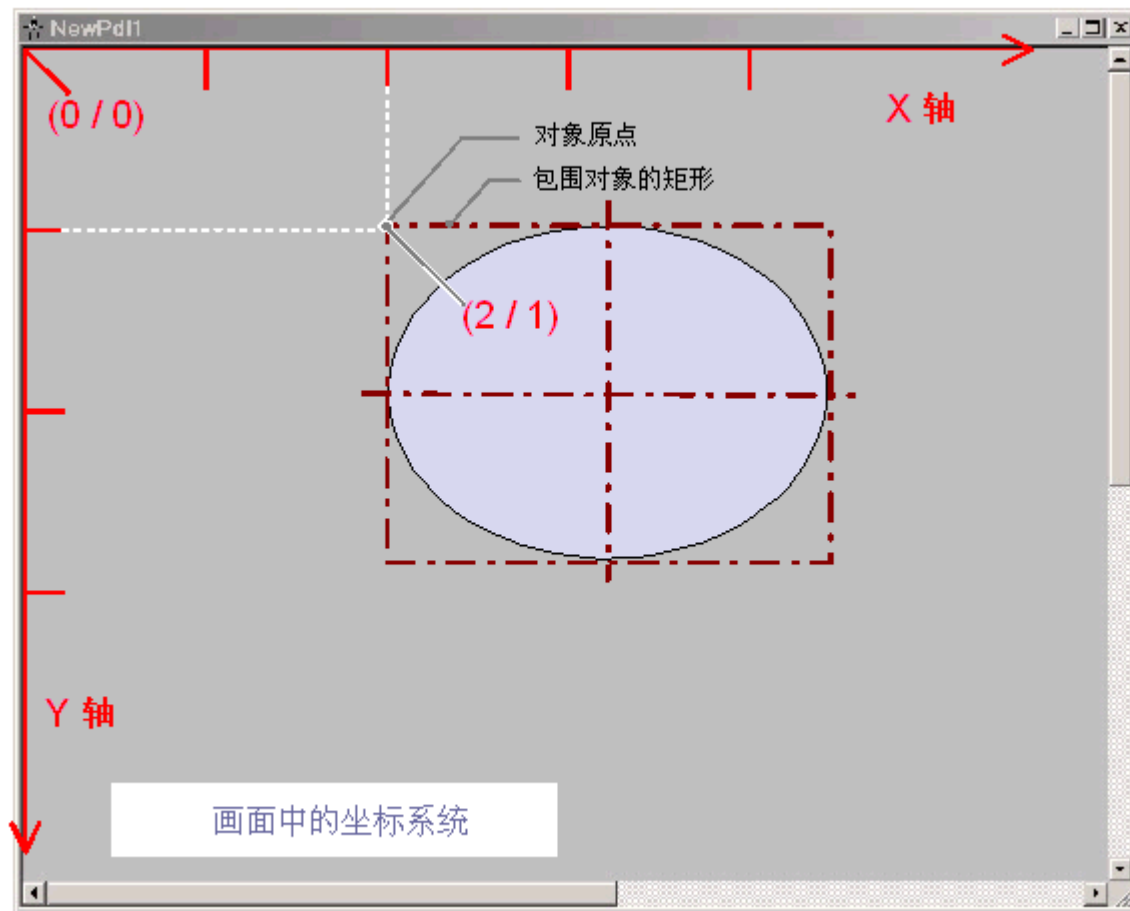 NewPdl1
(0 / 0)
X 轴
对象原点
包围对象的矩形
(2 / 1)
Y 轴
画面中的坐标系统